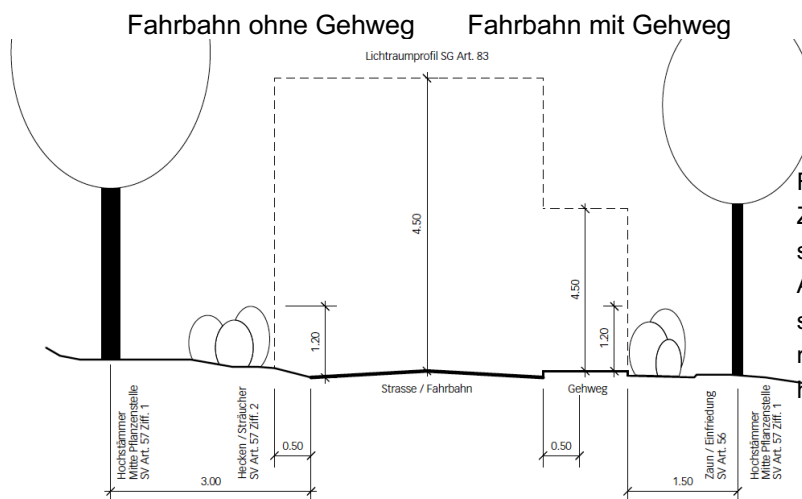 Fahrbahn ohne Gehweg
Fahrbahn mit Gehweg
Lichtraumprofil SG Art. 83
4.50
4.50
1.20
1.20
Strasse / Fahrbahn
Gehweg
Hochstämmer
Mitte Pflanzenstelle
SV Art. 57 Ziff. 1
Hecken / Sträucher
SV Art. 57 Ziff. 2
0.50
3.00
0.50
Zaun / Einfriedung
SV Art. 56
Hochstämmer
Mitte Pflanzenstelle
SV Art. 57 Ziff. 1
1.50